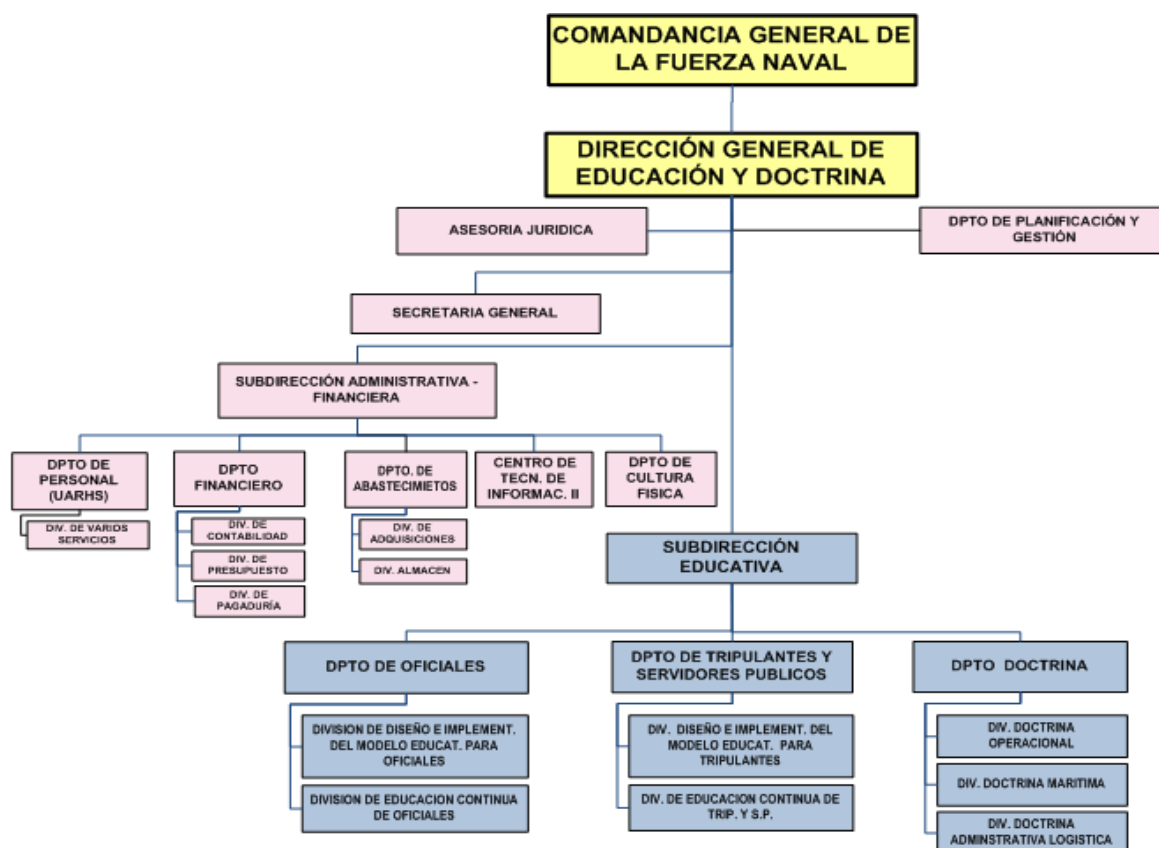 COMANDANCIA GENERAL DE
LA FUERZA NAVAL
DIRECCIÓN GENERAL DE
EDUCACIÓN Y DOCTRINA
ASESORIA JURIDICA
DPTO DE PLANIFICACIÓN Y
GESTIÓN
SECRETARIA GENERAL
SUBDIRECCIÓN ADMINISTRATIVA -
FINANCIERA
DPTO DE
PERSONAL
(UARHS)
DPTO
FINANCIERO
DPTO. DE
ABASTECIMIETOS
CENTRO DE
TECN. DE
INFORMAC. II
DPTO DE
CULTURA
FISICA
DIV. DE VARIOS
SERVICIOS
DIV. DE
CONTABILIDAD
DIV. DE
PRESUPUESTO
DIV. DE
PAGADURÍA
DIV. DE
ADQUISICIONES
DIV. ALMACEN
SUBDIRECCIÓN
EDUCATIVA
DPTO DE OFICIALES
DPTO DE TRIPULANTES Y
SERVIDORES PUBLICOS
DPTO DOCTRINA
DIVISION DE DISEÑO E IMPLEMENT.
DEL MODELO EDUCAT. PARA
OFICIALES
DIVISION DE EDUCACION CONTINUA
DE OFICIALES
DIV. DISEÑO E IMPLEMENT. DEL
MODELO EDUCAT. PARA
TRIPULANTES
DIV. DE EDUCACION CONTINUA DE
TRIP. Y S.P.
DIV. DOCTRINA
OPERACIONAL
DIV. DOCTRINA MARITIMA
DIV. DOCTRINA
ADMINSTRATIVA LOGISTICA